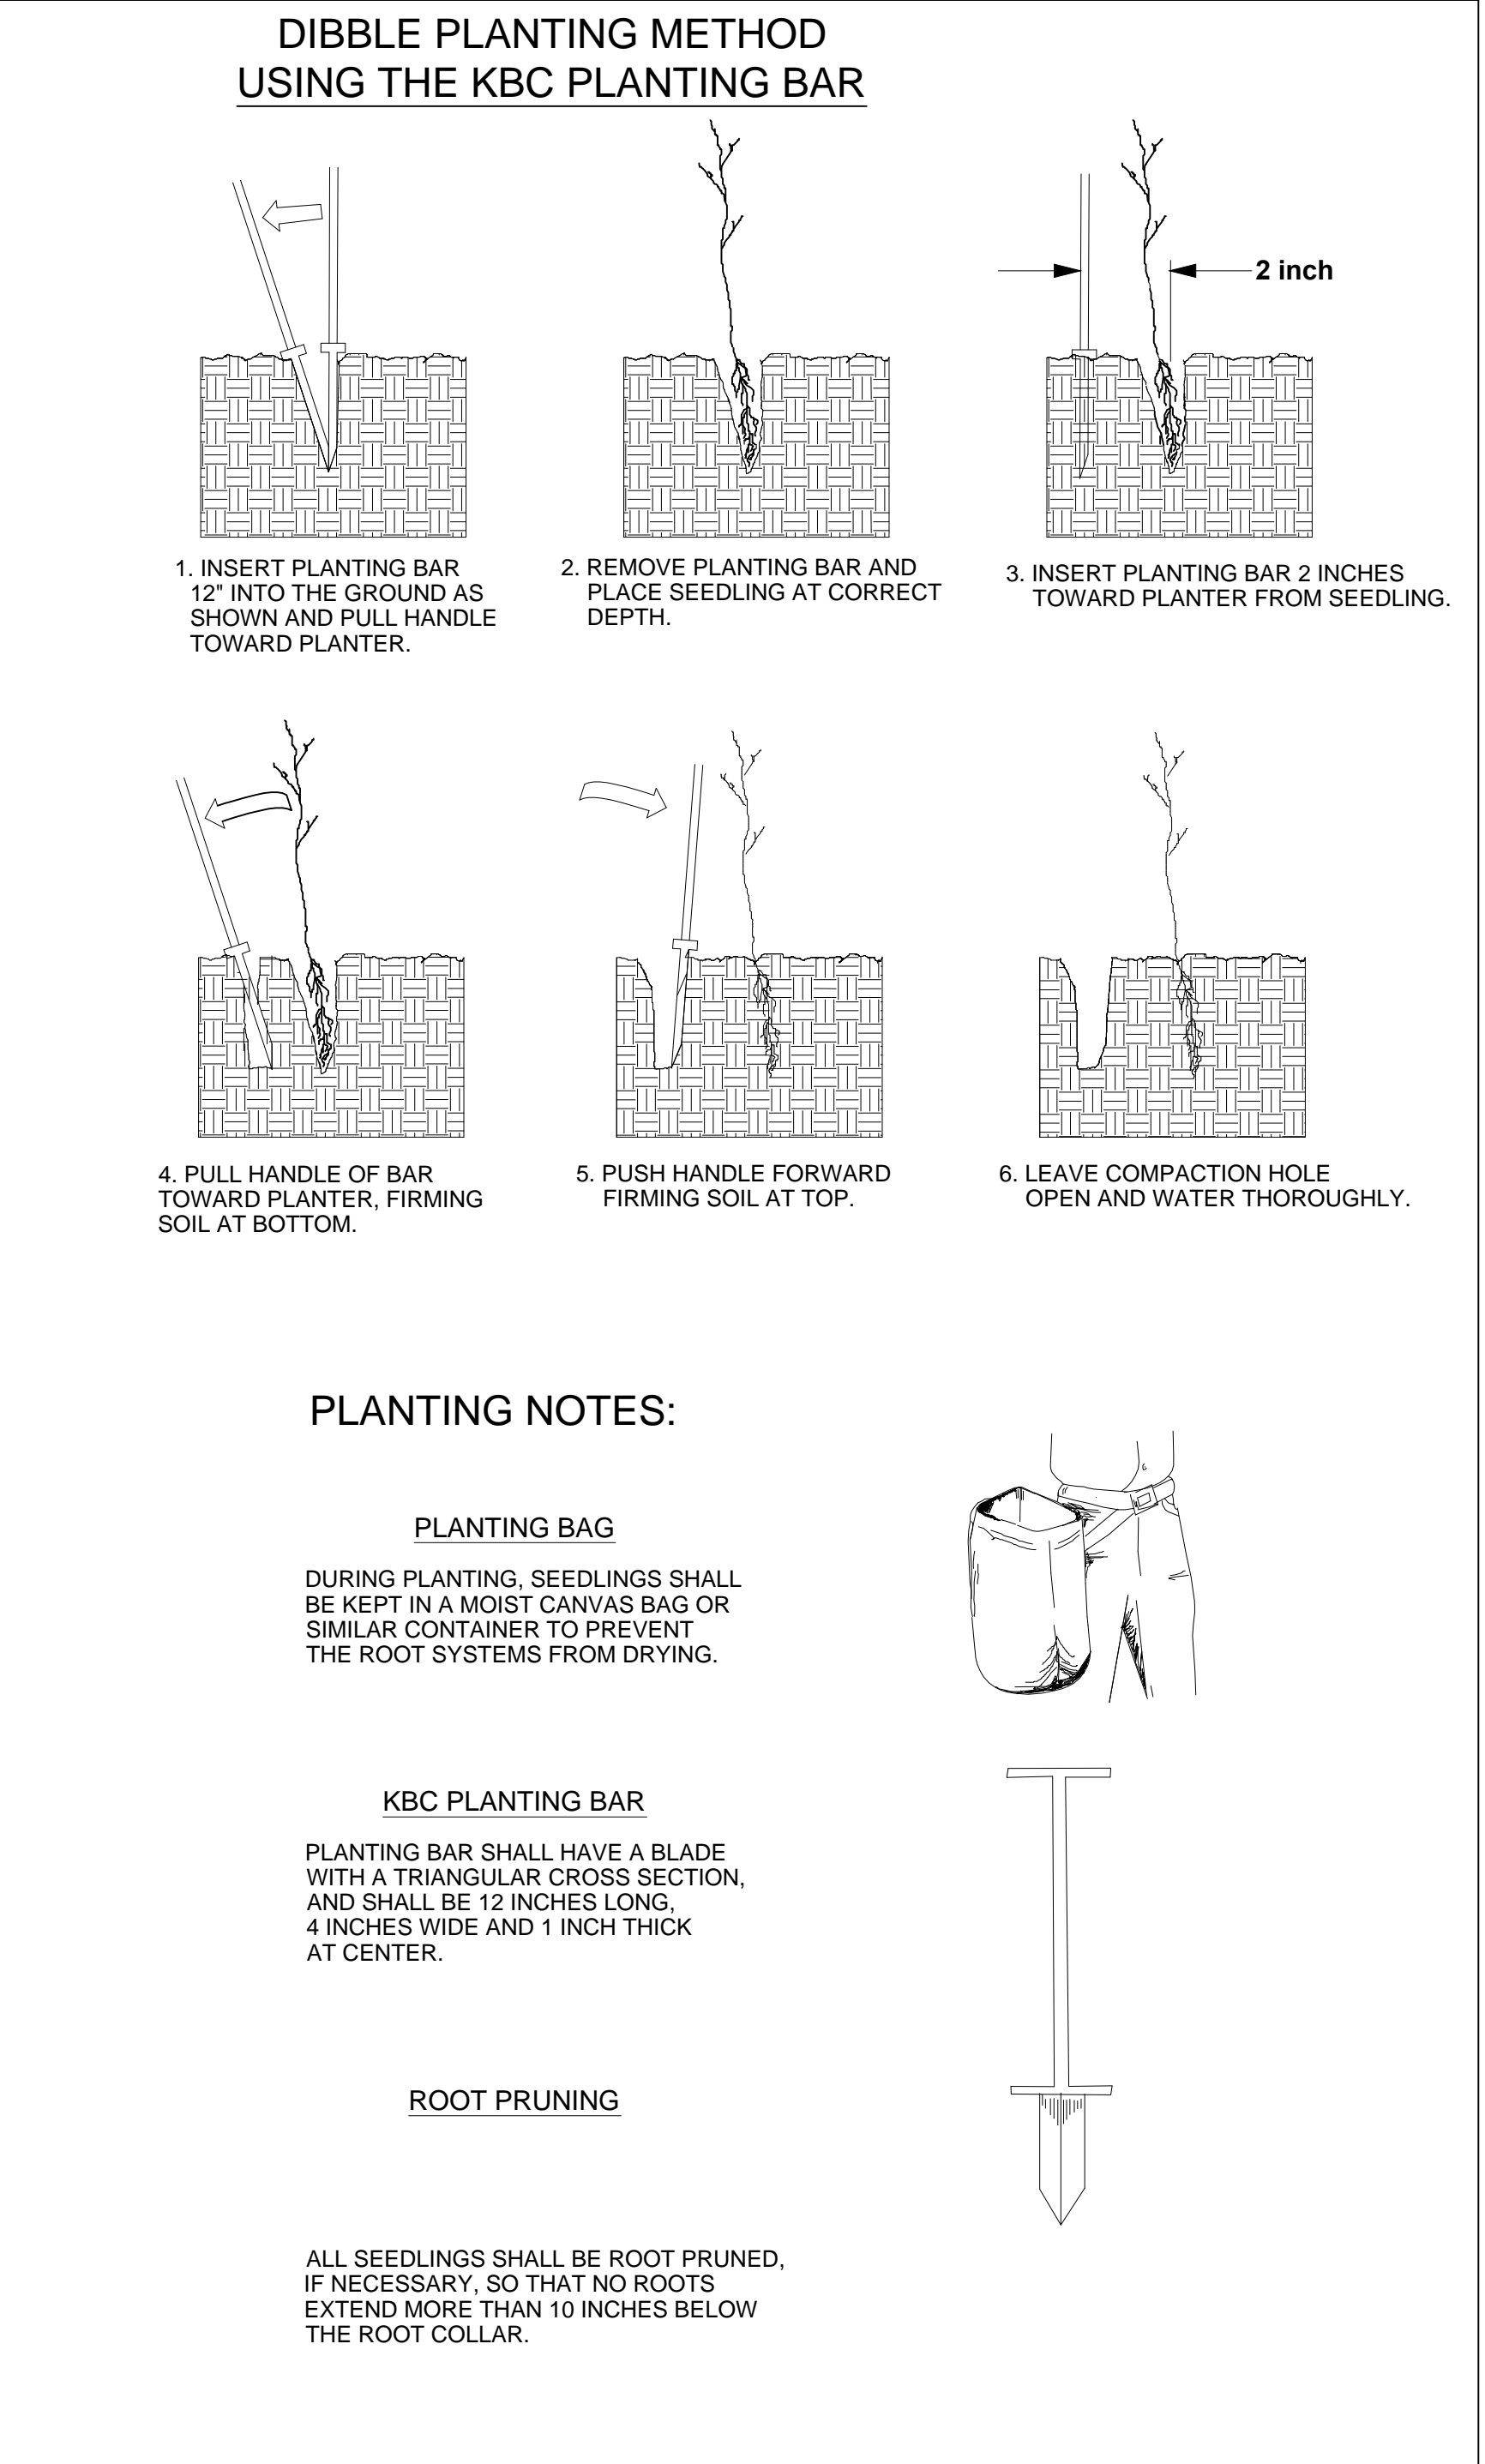 DIBBLE PLANTING METHOD
USING THE KBC PLANTING BAR
2 inch
1. INSERT PLANTING BAR
12" INTO THE GROUND AS
SHOWN AND PULL HANDLE
TOWARD PLANTER.
2. REMOVE PLANTING BAR AND
PLACE SEEDLING AT CORRECT
DEPTH.
3. INSERT PLANTING BAR 2 INCHES
TOWARD PLANTER FROM SEEDLING.
4. PULL HANDLE OF BAR
TOWARD PLANTER, FIRMING
SOIL AT BOTTOM.
5. PUSH HANDLE FORWARD
FIRMING SOIL AT TOP.
6. LEAVE COMPACTION HOLE
OPEN AND WATER THOROUGHLY.
PLANTING NOTES:
PLANTING BAG
DURING PLANTING, SEEDLINGS SHALL
BE KEPT IN A MOIST CANVAS BAG OR
SIMILAR CONTAINER TO PREVENT
THE ROOT SYSTEMS FROM DRYING.
KBC PLANTING BAR
PLANTING BAR SHALL HAVE A BLADE
WITH A TRIANGULAR CROSS SECTION,
AND SHALL BE 12 INCHES LONG,
4 INCHES WIDE AND 1 INCH THICK
AT CENTER.
ROOT PRUNING
ALL SEEDLINGS SHALL BE ROOT PRUNED,
IF NECESSARY, SO THAT NO ROOTS
EXTEND MORE THAN 10 INCHES BELOW
THE ROOT COLLAR.